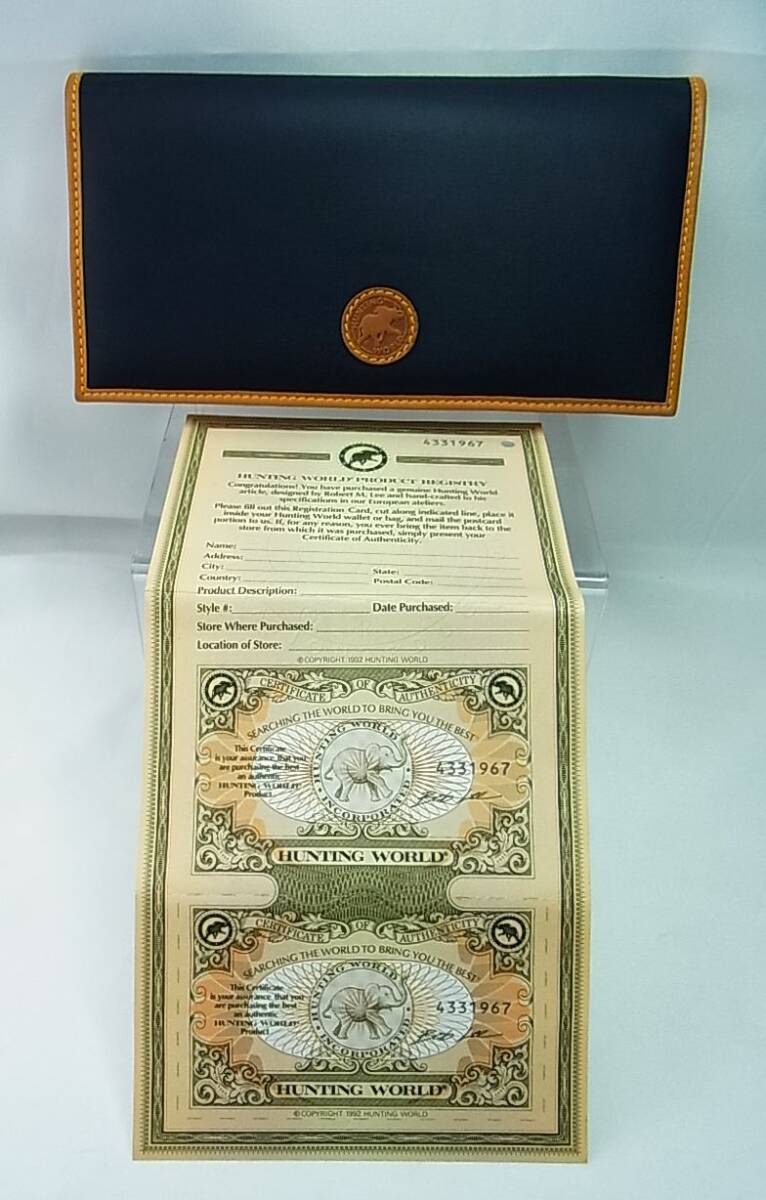 HUNTING
WO
4331967
HUNTING WORLD® PRODUCT REGISTRY
Congratulations! You have purchased a genuine Hunting World
article, designed by Robert M. Lee and hand-crafted to his
specifications in our European ateliers.
Please fill out this Registration Card, cut along indicated line, place it
inside your Hunting World wallet or bag, and mail the postcard
portion to us. If, for any reason, you ever bring the item back to the
store from which it was purchased, simply present your
Certificate of Authenticity.
Name:
Address:
City: State:
Country: Postal Code:
Product Description:
Style #: Date Purchased:
Store Where Purchased:
Location of Store:
© COPYRIGHT 1992 HUNTING WORLD
CERTIFICATE OF AUTHENTICITY
SEARCHING THE WORLD TO BRING YOU THE BEST®
This Certificate
is your assurance that you
are purchasing the best
an authentic
HUNTING WORLD®
Product
HUNTING WORLD
INCORPORATED
4331967
HUNTING WORLD®
CERTIFICATE OF AUTHENTICITY
SEARCHING THE WORLD TO BRING YOU THE BEST®
This Certificate
is your assurance that you
are purchasing the best
an authentic
HUNTING WORLD®
Product
HUNTING WORLD
INCORPORATED
4331967
HUNTING WORLD®
© COPYRIGHT 1992 HUNTING WORLD